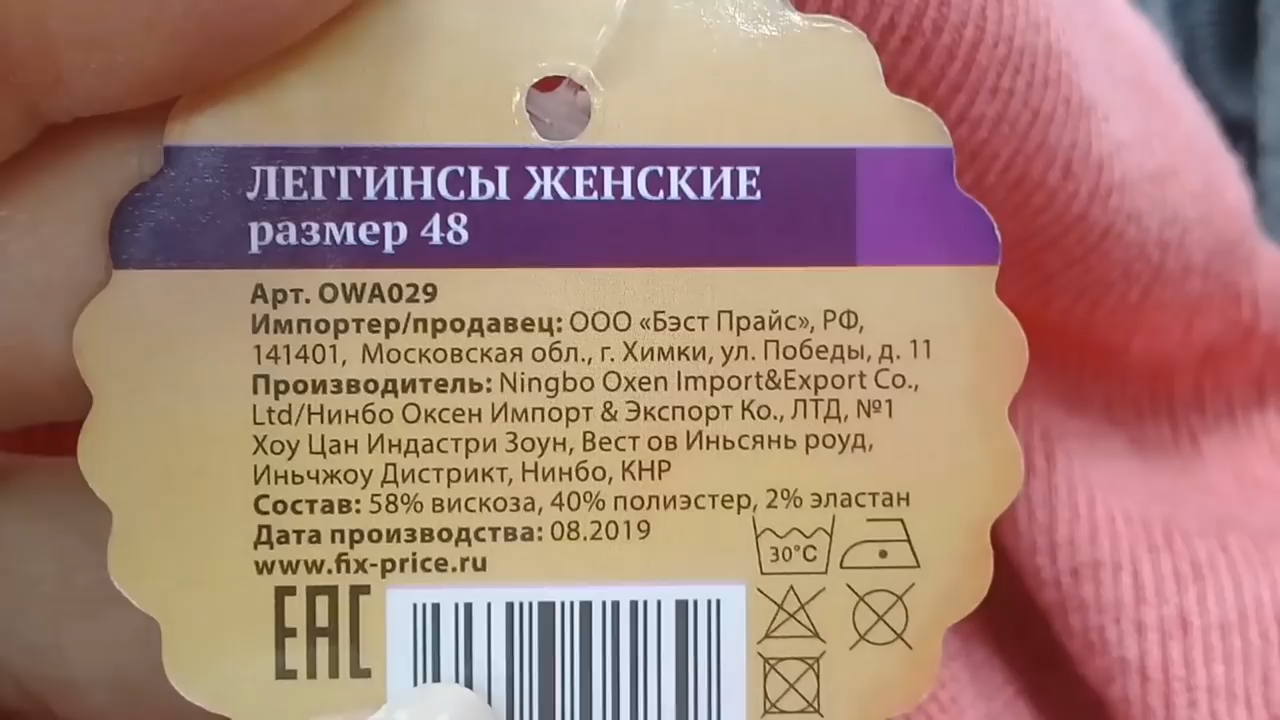 ЛЕГГИНСЫ ЖЕНСКИЕ
размер 48
Арт. OWA029
Импортер/продавец: ООО «Бэст Прайс», РФ,
141401, Московская обл., г. Химки, ул. Победы, д. 11
Производитель: Ningbo Oxen Import&Export Co.,
Ltd/Нинбо Оксен Импорт & Экспорт Ко., ЛТД, №1
Хоу Цан Индастри Зоун, Вест ов Иньсянь роуд,
Иньчжоу Дистрикт, Нинбо, КНР
Состав: 58% вискоза, 40% полиэстер, 2% эластан
Дата производства: 08.2019
www.fix-price.ru
30°C
EAC